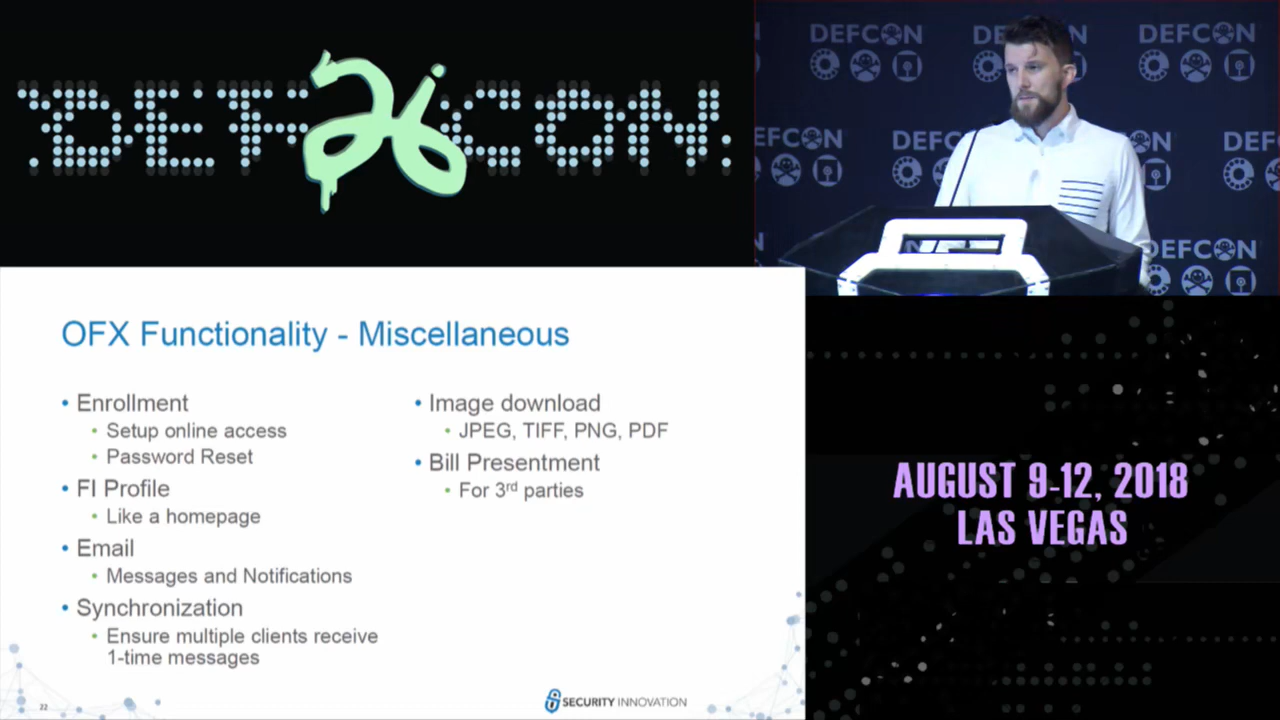 DEF CON 26
DEFCON DEFCON DEFCON
DEFCON DEFCON DEFCON
DEFCON
OFX Functionality - Miscellaneous
• Enrollment
• Setup online access
• Password Reset
• FI Profile
• Like a homepage
• Email
• Messages and Notifications
• Synchronization
• Ensure multiple clients receive
1-time messages
• Image download
• JPEG, TIFF, PNG, PDF
• Bill Presentment
• For 3rd parties
22
SECURITY INNOVATION
AUGUST 9-12, 2018
LAS VEGAS